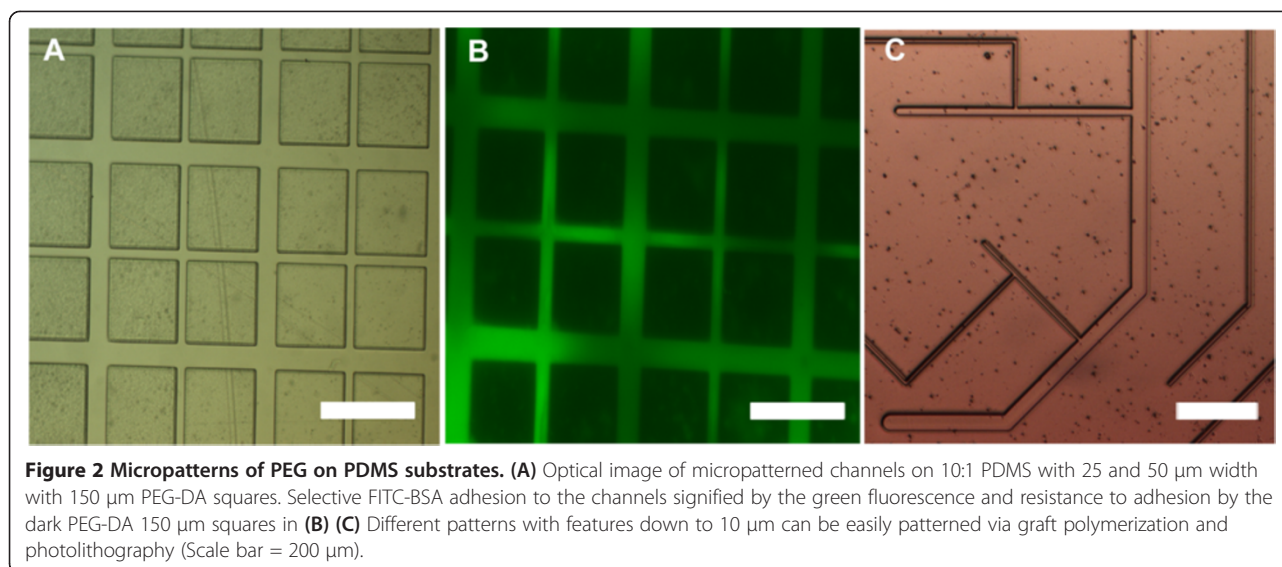 A
B
C
Figure 2 Micropatterns of PEG on PDMS substrates. (A) Optical image of micropatterned channels on 10:1 PDMS with 25 and 50 μm width
with 150 μm PEG-DA squares. Selective FITC-BSA adhesion to the channels signified by the green fluorescence and resistance to adhesion by the
dark PEG-DA 150 μm squares in (B) (C) Different patterns with features down to 10 μm can be easily patterned via graft polymerization and
photolithography (Scale bar = 200 μm).